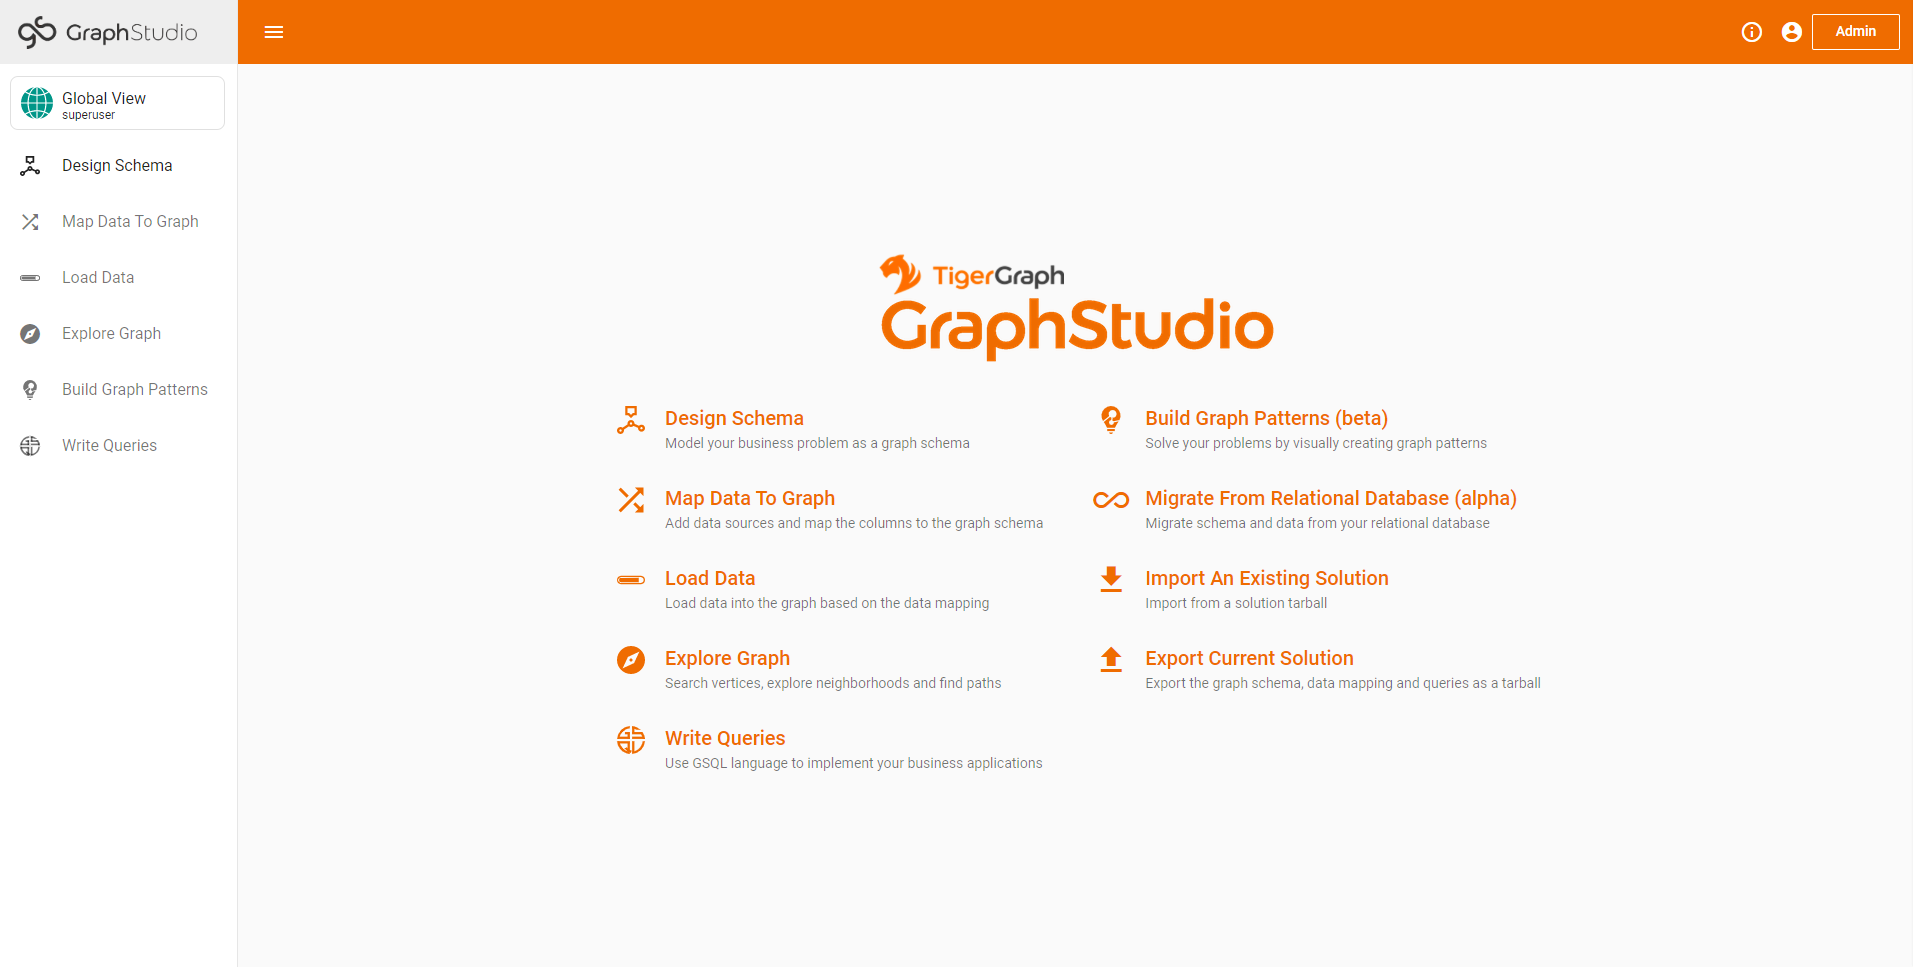 GraphStudio
Admin
Global View
superuser
Design Schema
Map Data To Graph
Load Data
Explore Graph
Build Graph Patterns
Write Queries
TigerGraph
GraphStudio
Design Schema
Model your business problem as a graph schema
Map Data To Graph
Add data sources and map the columns to the graph schema
Load Data
Load data into the graph based on the data mapping
Explore Graph
Search vertices, explore neighborhoods and find paths
Write Queries
Use GSQL language to implement your business applications
Build Graph Patterns (beta)
Solve your problems by visually creating graph patterns
Migrate From Relational Database (alpha)
Migrate schema and data from your relational database
Import An Existing Solution
Import from a solution tarball
Export Current Solution
Export the graph schema, data mapping and queries as a tarball